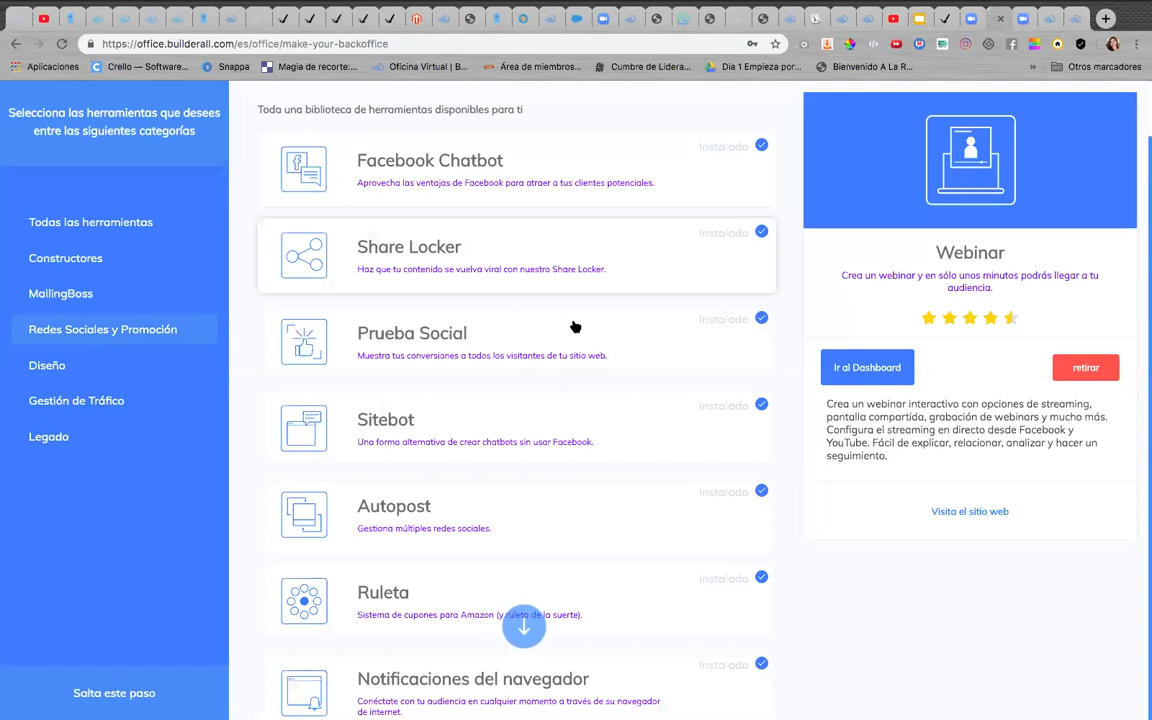 https://office.builderall.com/es/office/make-your-backoffice
Aplicaciones
Crello — Software...
Snappa
Magia de recorte:...
Oficina Virtual | B...
Área de miembros...
Cumbre de Lidera...
Dia 1 Empieza por...
Bienvenido A La R...
»
Otros marcadores
Selecciona las herramientas que desees
entre las siguientes categorías
Todas las herramientas
Constructores
MailingBoss
Redes Sociales y Promoción
Diseño
Gestión de Tráfico
Legado
Salta este paso
Toda una biblioteca de herramientas disponibles para ti
Instalado
Facebook Chatbot
Aprovecha las ventajas de Facebook para atraer a tus clientes potenciales.
Instalado
Share Locker
Haz que tu contenido se vuelva viral con nuestro Share Locker.
Instalado
Prueba Social
Muestra tus conversiones a todos los visitantes de tu sitio web.
Instalado
Sitebot
Una forma alternativa de crear chatbots sin usar Facebook.
Instalado
Autopost
Gestiona múltiples redes sociales.
Instalado
Ruleta
Sistema de cupones para Amazon (y ruleta de la suerte).
Instalado
Notificaciones del navegador
Conéctate con tu audiencia en cualquier momento a través de su navegador
de internet.
Webinar
Crea un webinar y en sólo unos minutos podrás llegar a tu
audiencia.
Ir al Dashboard
retirar
Crea un webinar interactivo con opciones de streaming,
pantalla compartida, grabación de webinars y mucho más.
Configura el streaming en directo desde Facebook y
YouTube. Fácil de explicar, relacionar, analizar y hacer un
seguimiento.
Visita el sitio web